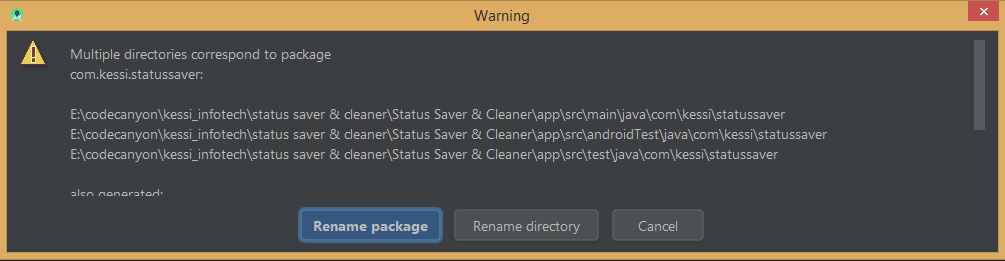 Warning
Multiple directories correspond to package
com.kessi.statussaver:
E:\codecanyon\kessi_infotech\status saver & cleaner\Status Saver & Cleaner\app\src\main\java\com\kessi\statussaver
E:\codecanyon\kessi_infotech\status saver & cleaner\Status Saver & Cleaner\app\src\androidTest\java\com\kessi\statussaver
E:\codecanyon\kessi_infotech\status saver & cleaner\Status Saver & Cleaner\app\src\test\java\com\kessi\statussaver
also generated:
Rename package
Rename directory
Cancel